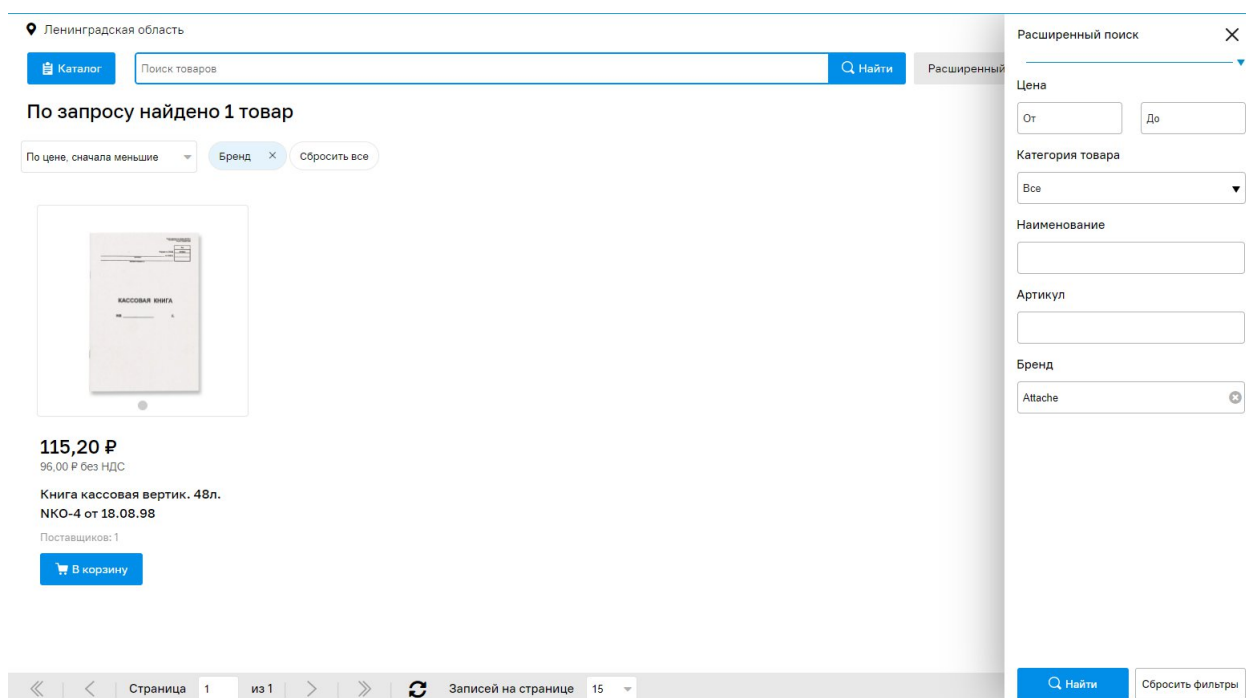 Ленинградская область
Каталог
Поиск товаров
Найти
Расширенный
По запросу найдено 1 товар
По цене, сначала меньшие
Бренд
Сбросить все
КАССОВАЯ КНИГА
115,20 ₽
96,00 ₽ без НДС
Книга кассовая вертик. 48л.
NКО-4 от 18.08.98
Поставщиков: 1
В корзину
Страница 1 из 1
Записей на странице 15
Расширенный поиск
Цена
От
До
Категория товара
Все
Наименование
Артикул
Бренд
Attache
Найти
Сбросить фильтры